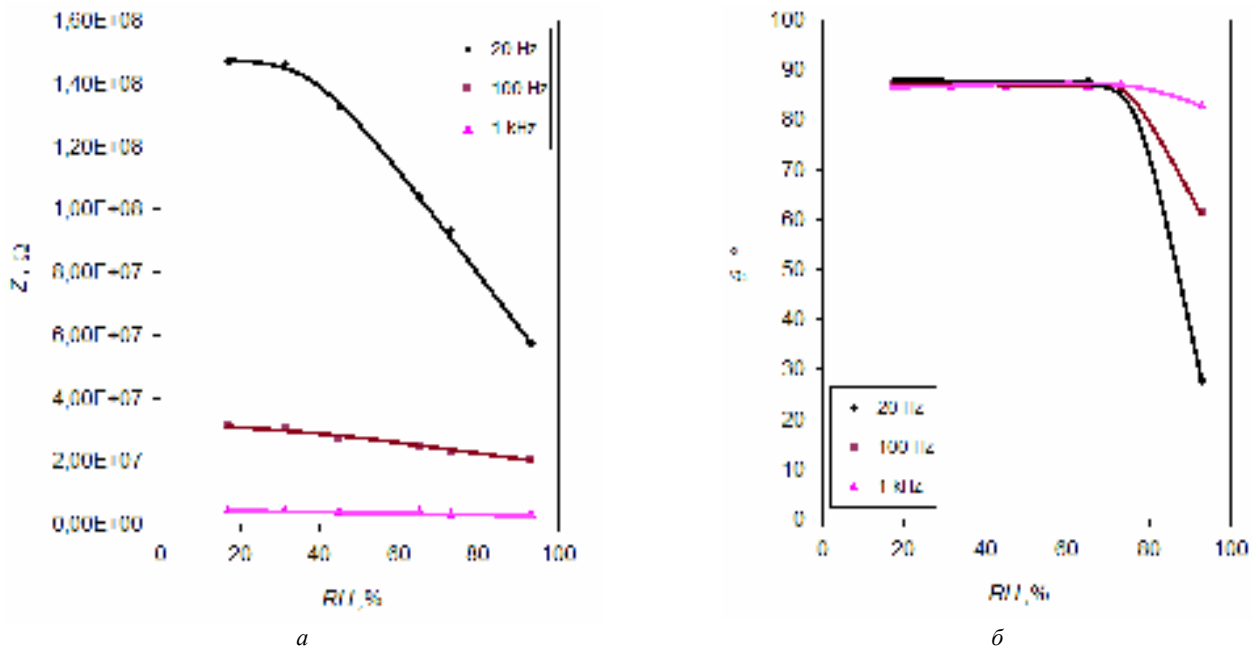 1,60E+08
1,40E+08
1,20E+08
1,00E+08
8,00E+07
6,00E+07
4,00E+07
2,00E+07
0,00E+00
0 20 40 60 80 100
Z, Ω
RH,%
20 Hz
100 Hz
1 kHz
а
100
90
80
70
60
50
40
30
20
10
0
0 20 40 60 80 100
RH,%
20 Hz
100 Hz
1 kHz
б